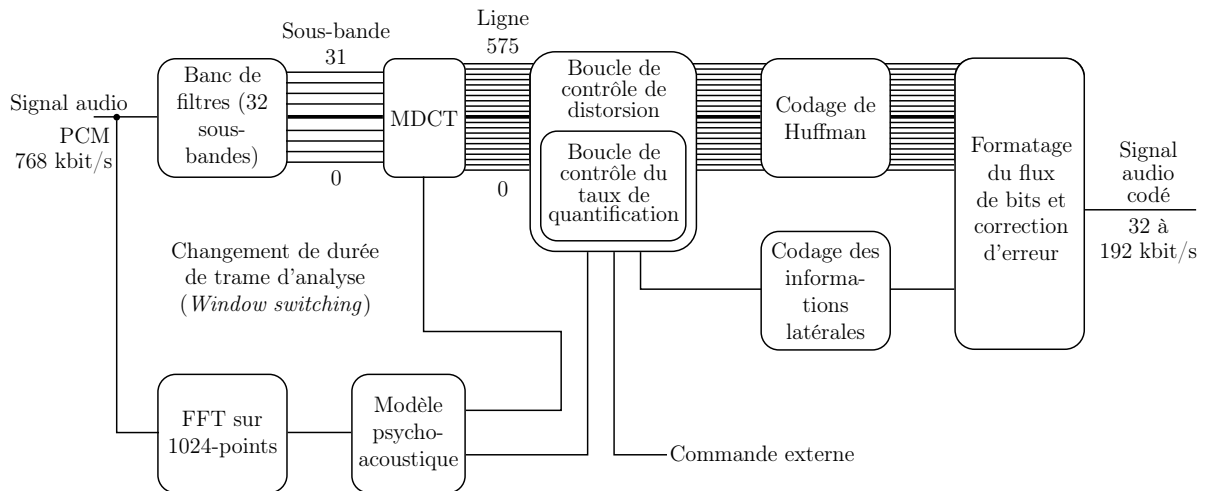 Signal audio
PCM
768 kbit/s
Banc de
filtres (32
sous-
bandes)
Sous-bande
31
0
MDCT
Ligne
575
0
Boucle de
contrôle de
distorsion
Boucle de
contrôle du
taux de
quantification
Codage de
Huffman
Formatage
du flux
de bits et
correction
d'erreur
Signal
audio
codé
32 à
192 kbit/s
Changement de durée
de trame d'analyse
(Window switching)
Codage des
informa-
tions
latérales
FFT sur
1024-points
Modèle
psycho-
acoustique
Commande externe